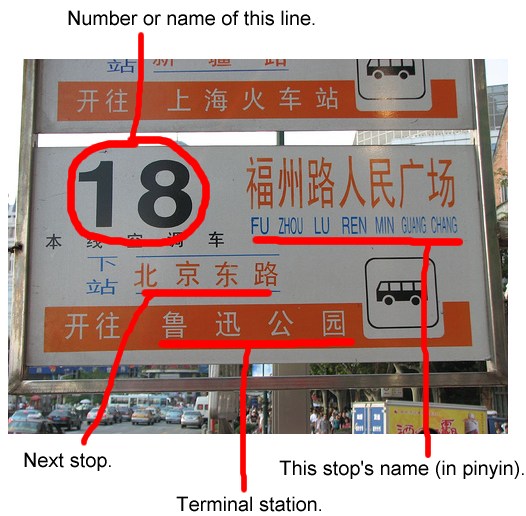 Number or name of this line.
站 新疆路
开往 上海火车站
18
福州路人民广场
FU ZHOU LU REN MIN GUANG CHANG
本线空调车
下站 北京东路
开往 鲁迅公园
Next stop.
This stop's name (in pinyin).
Terminal station.